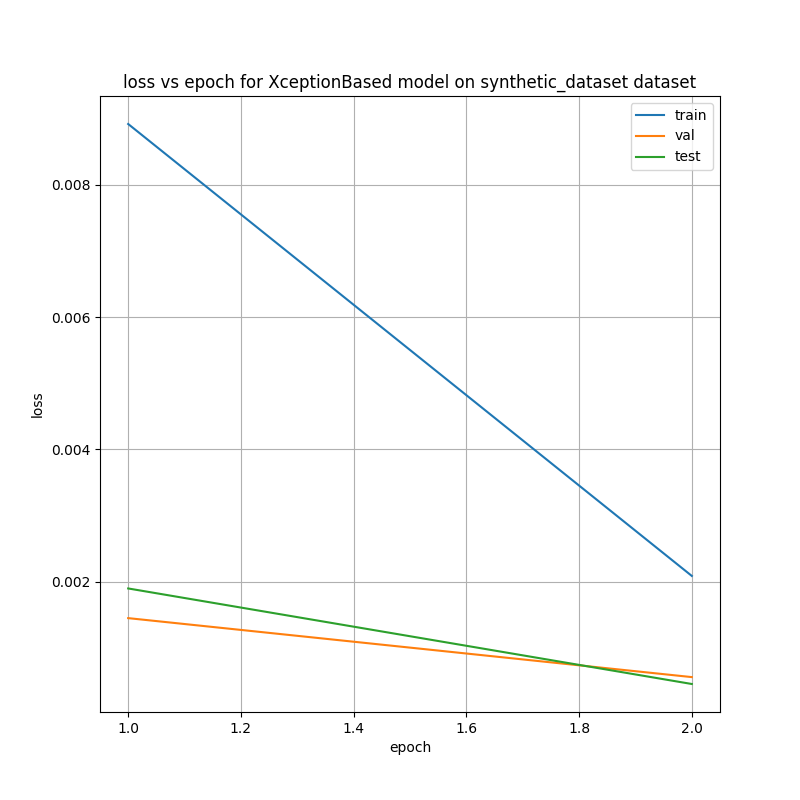 loss vs epoch for XceptionBased model on synthetic_dataset dataset
train
val
test
0.008
0.006
0.004
0.002
loss
1.0 1.2 1.4 1.6 1.8 2.0
epoch